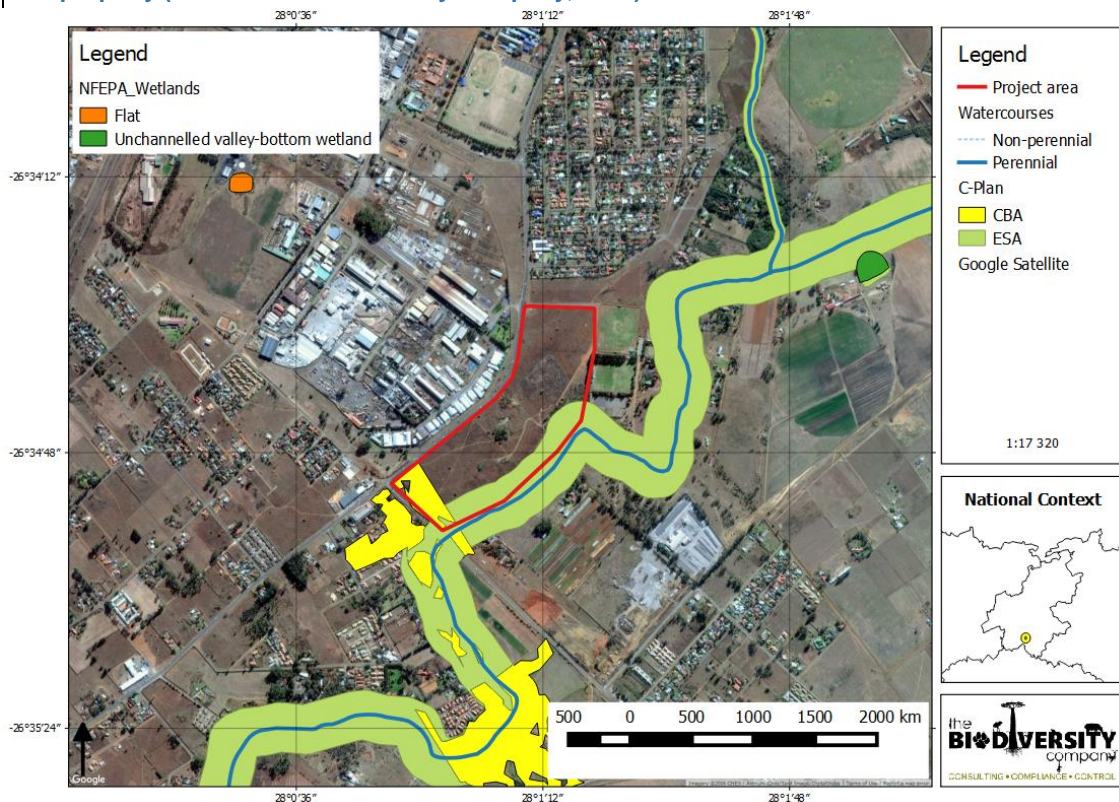 28°0′36″ 28°1′12″ 28°1′48″
Legend
NFEPA_Wetlands
Flat
Unchannelled valley-bottom wetland
-26°34′12″
-26°34′48″
-26°35′24″
500 0 500 1000 1500 2000 km
Google
28°0′36″ 28°1′12″ 28°1′48″
Legend
Project area
Watercourses
Non-perennial
Perennial
C-Plan
CBA
ESA
Google Satellite
1:17 320
National Context
the
BIODIVERSITY
company
CONSULTING • COMPLIANCE • CONTROL